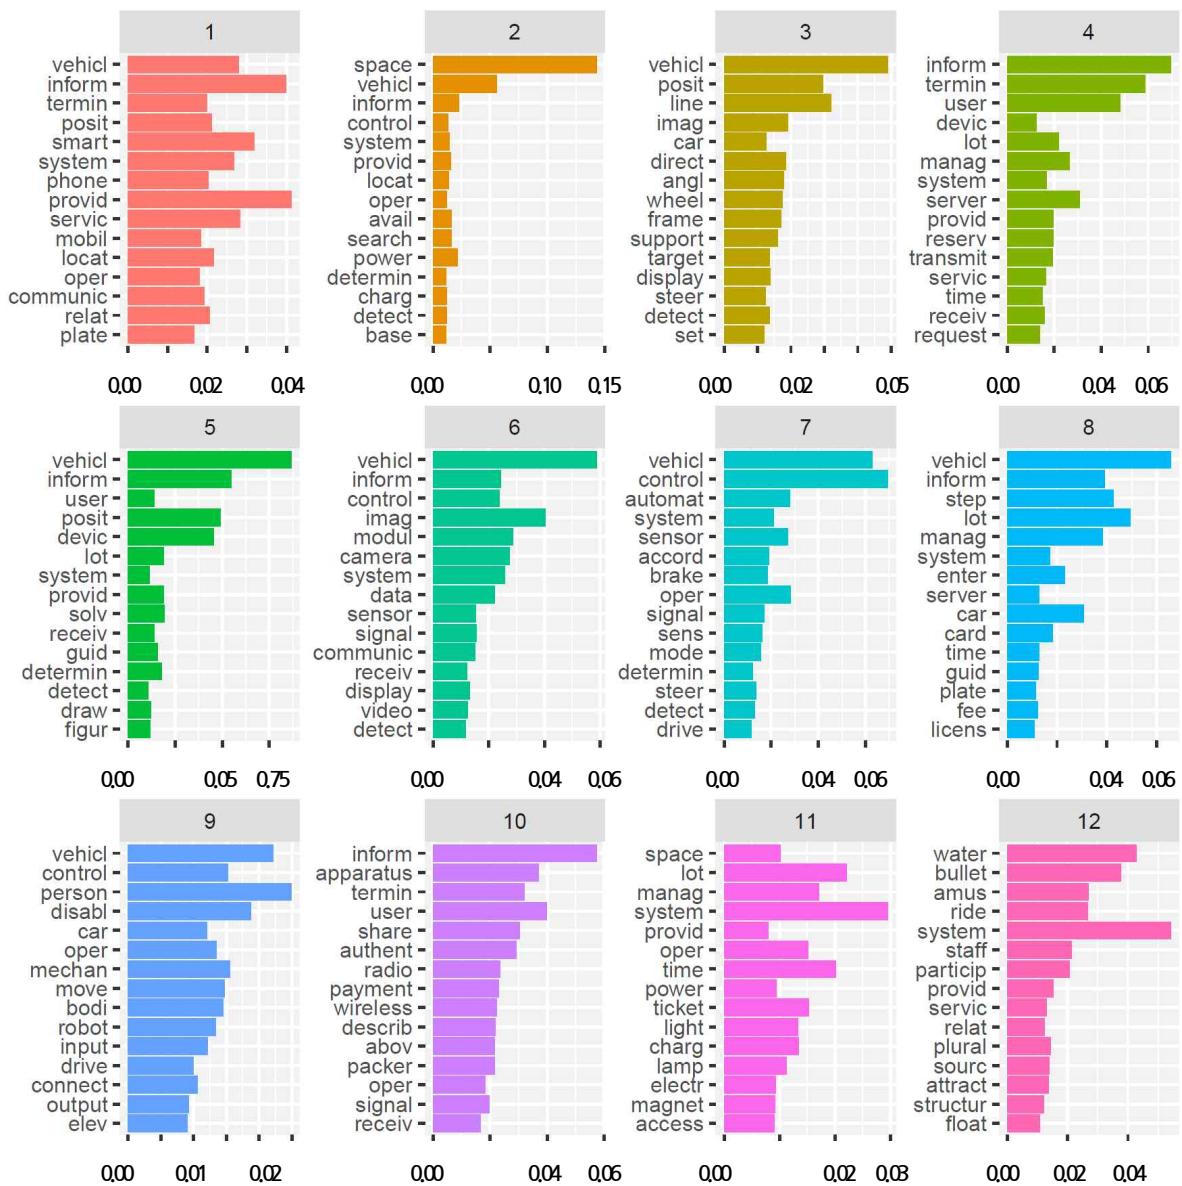 1
vehicl
inform
termin
posit
smart
system
phone
provid
servic
mobil
locat
oper
communic
relat
plate
0.00 0.02 0.04
2
space
vehicl
inform
control
system
provid
locat
oper
avail
search
power
determin
charg
detect
base
0.00 0.10 0.15
3
vehicl
posit
line
imag
car
direct
angl
wheel
frame
support
target
display
steer
detect
set
0.00 0.02 0.05
4
inform
termin
user
devic
lot
manag
system
server
provid
reserv
transmit
servic
time
receiv
request
0.00 0.04 0.06
5
vehicl
inform
user
posit
devic
lot
system
provid
solv
receiv
guid
determin
detect
draw
figur
0.00 0.05 0.75
6
vehicl
inform
control
imag
modul
camera
system
data
sensor
signal
communic
receiv
display
video
detect
0.00 0.04 0.06
7
vehicl
control
automat
system
sensor
accord
brake
oper
signal
sens
mode
determin
steer
detect
drive
0.00 0.04 0.06
8
vehicl
inform
step
lot
manag
system
enter
server
car
card
time
guid
plate
fee
licens
0.00 0.04 0.06
9
vehicl
control
person
disabl
car
oper
mechan
move
bodi
robot
input
drive
connect
output
elev
0.00 0.01 0.02
10
inform
apparatus
termin
user
share
authent
radio
payment
wireless
describ
abov
packer
oper
signal
receiv
0.00 0.04 0.06
11
space
lot
manag
system
provid
oper
time
power
ticket
light
charg
lamp
electr
magnet
access
0.00 0.02 0.03
12
water
bullet
amus
ride
system
staff
particip
provid
servic
relat
plural
sourc
attract
structur
float
0.00 0.02 0.04